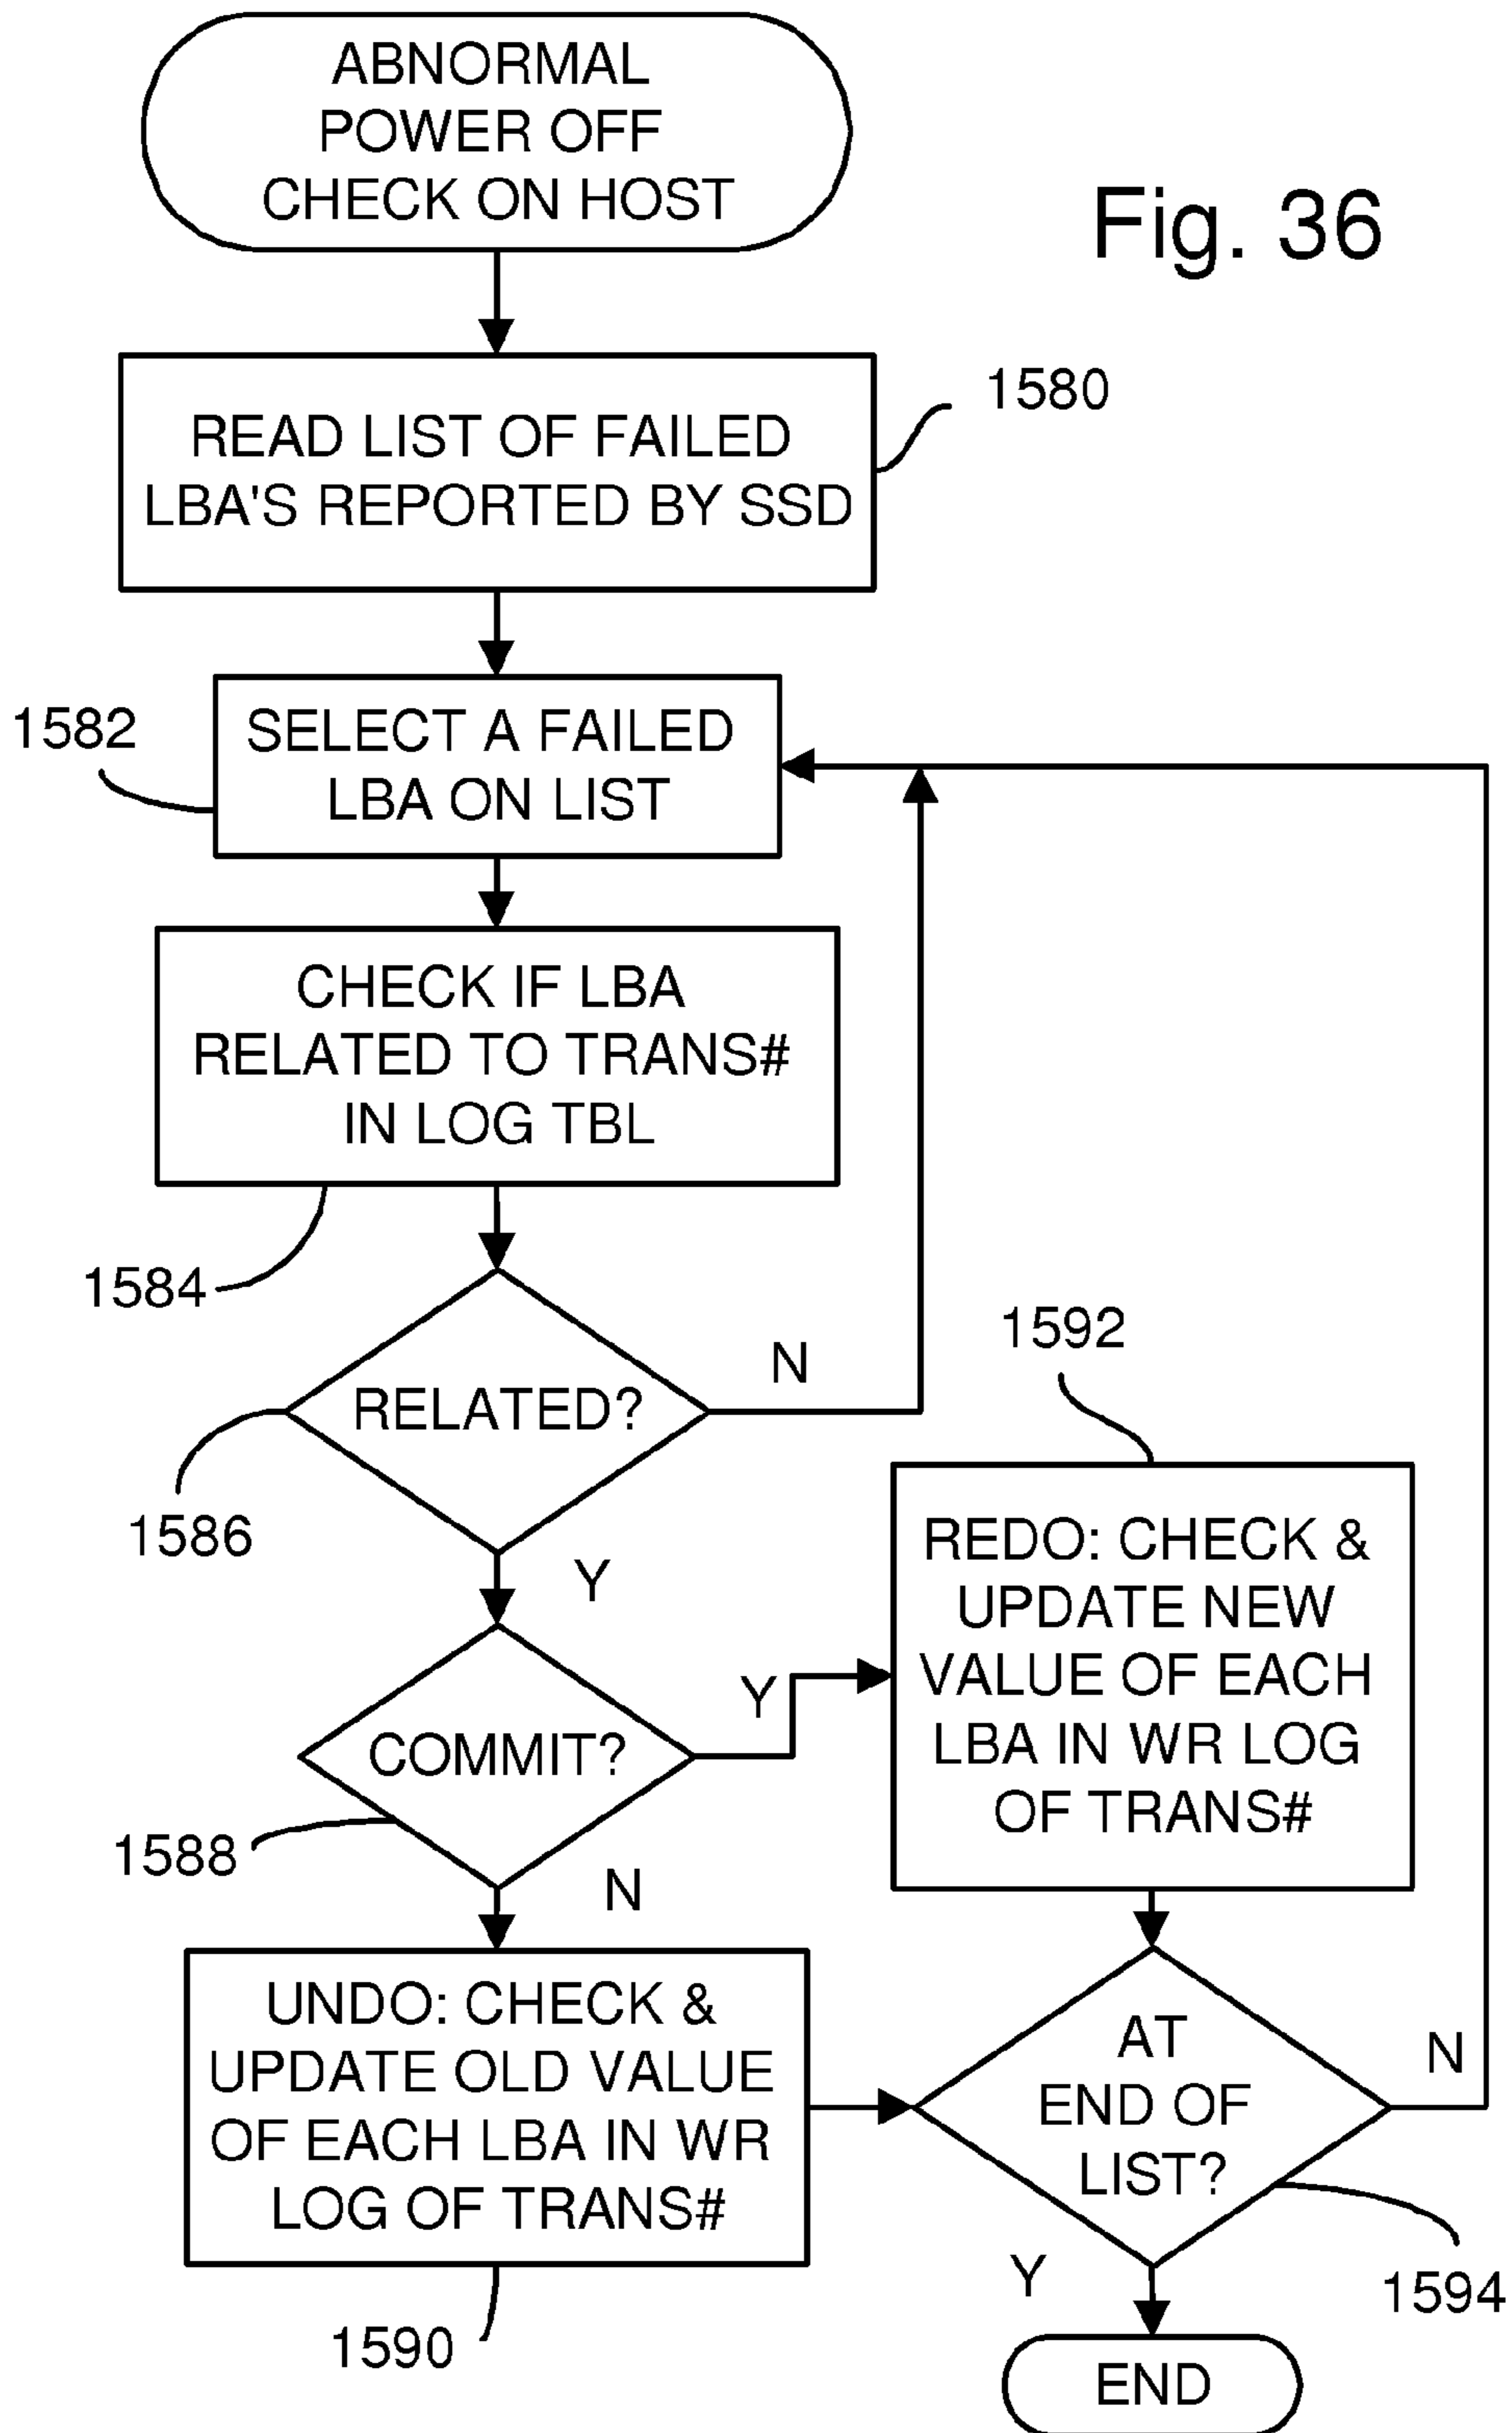 ABNORMAL
POWER OFF
CHECK ON HOST
Fig. 36
READ LIST OF FAILED
LBA'S REPORTED BY SSD
1580
SELECT A FAILED
LBA ON LIST
1582
CHECK IF LBA
RELATED TO TRANS#
IN LOG TBL
1584
RELATED?
N
1586
Y
COMMIT?
Y
1588
N
1592
REDO: CHECK &
UPDATE NEW
VALUE OF EACH
LBA IN WR LOG
OF TRANS#
UNDO: CHECK &
UPDATE OLD VALUE
OF EACH LBA IN WR
LOG OF TRANS#
1590
AT
END OF
LIST?
N
Y
1594
END